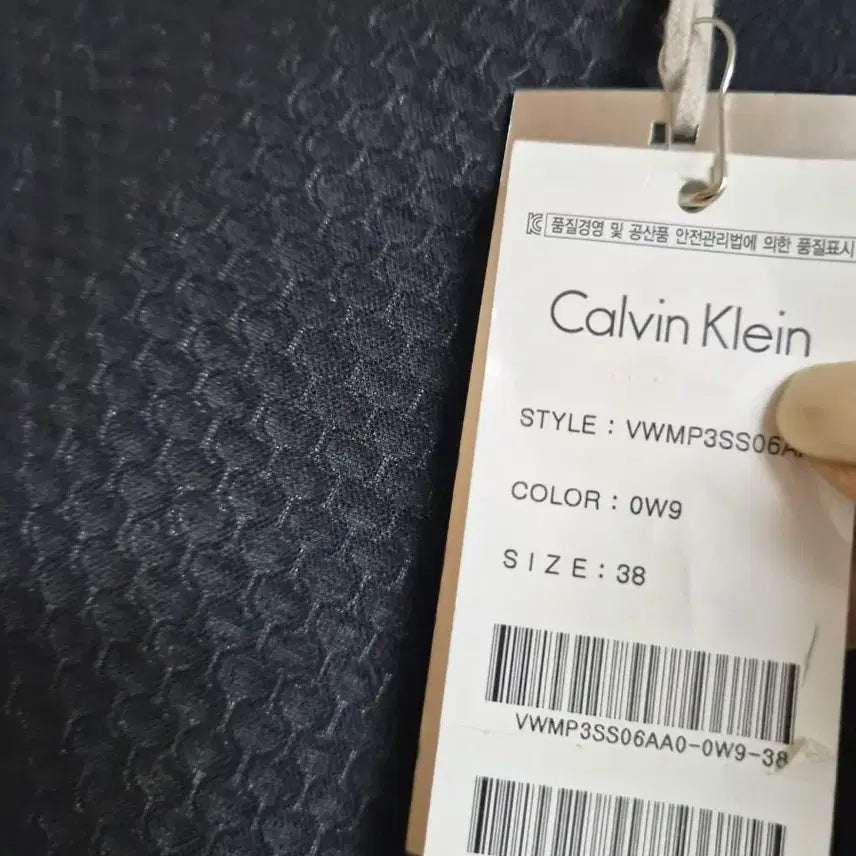 품질경영 및 공산품 안전관리법에 의한 품질표시
Calvin Klein
STYLE : VWMP3SS06A
COLOR : 0W9
SIZE : 38
VWMP3SS06AA0-0W9-38